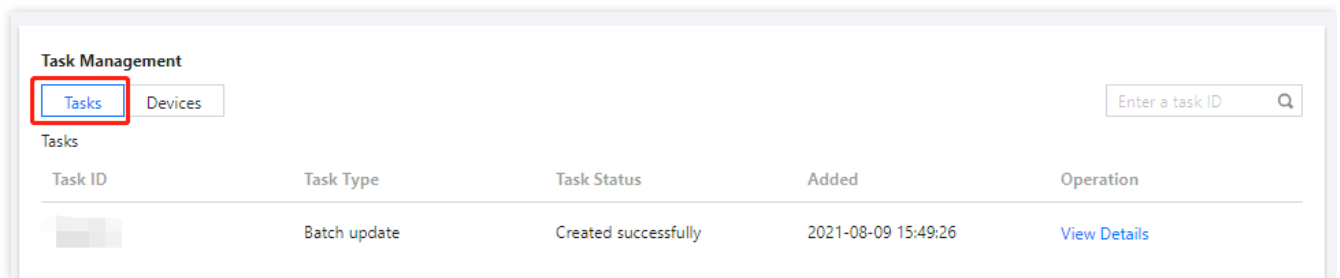 Task Management
Tasks Devices Enter a task ID
Tasks
Task ID Task Type Task Status Added Operation
Batch update Created successfully 2021-08-09 15:49:26 View Details